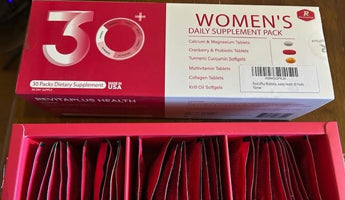 30+
WOMEN'S
DAILY SUPPLEMENT PACK
Calcium & Magnesium Tablets
Cranberry & Probiotic Tablets
Turmeric Curcumin Softgels
Multivitamin Tablets
Collagen Tablets
Krill Oil Softgels
30 Packs Dietary Supplement
USA
REVITAPLUS HEALTH
New